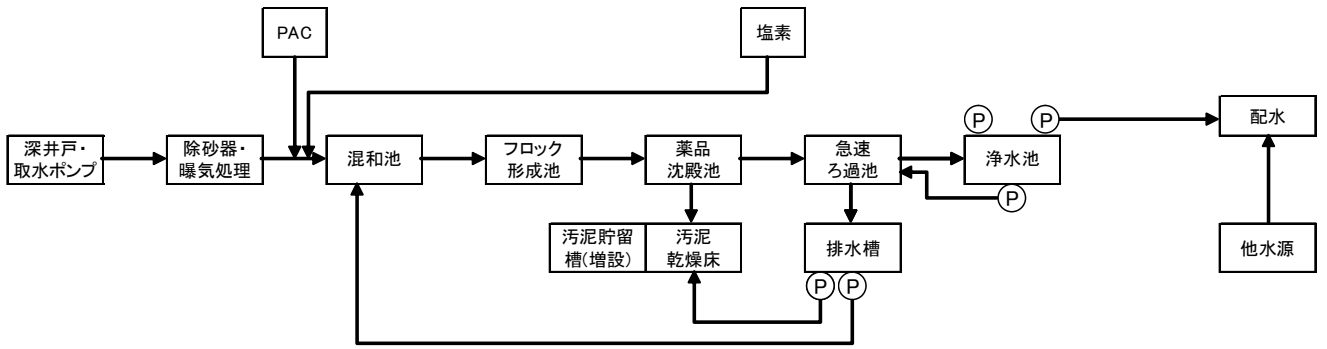 PAC
塩素
P
P
配水
深井戸・
取水ポンプ
除砂器・
曝気処理
混和池
フロック
形成池
薬品
沈殿池
急速
ろ過池
浄水池
P
汚泥貯留
槽(増設)
汚泥
乾燥床
排水槽
他水源
P
P